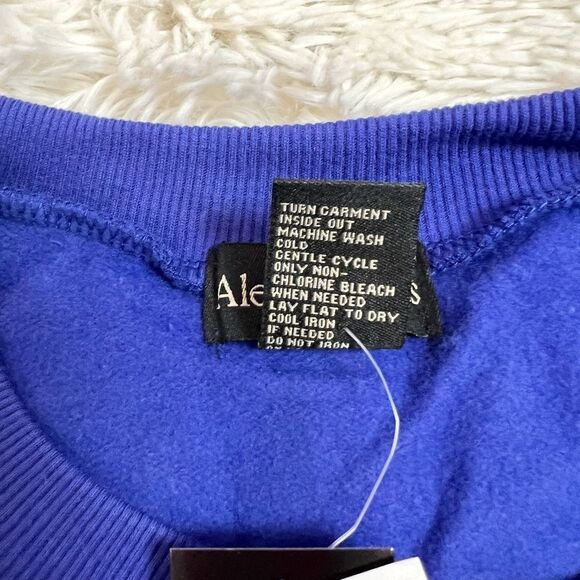 TURN GARMENT
INSIDE OUT
MACHINE WASH
COLD
GENTLE CYCLE
ONLY NON-
CHLORINE BLEACH
WHEN NEEDED
LAY FLAT TO DRY
COOL IRON
IF NEEDED
DO NOT IRON
Ale s